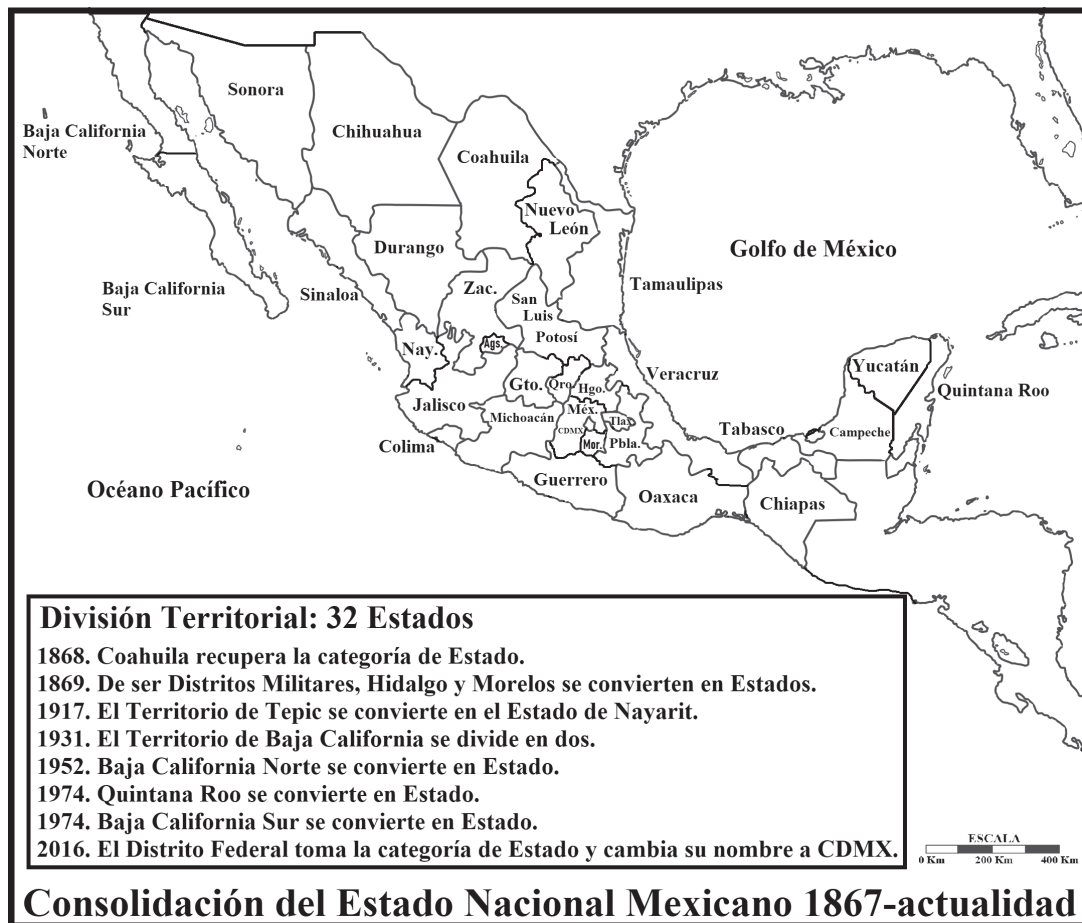 Sonora
Chihuahua
Baja California
Norte
Coahuila
Nuevo
León
Durango
Golfo de México
Baja California
Sur
Sinaloa
Zac.
Tamaulipas
San
Luis
Potosí
Nay.
Ags.
Veracruz
Yucatán
Gto.
Qro.
Hgo.
Quintana Roo
Jalisco
Michoacán
Méx.
Tlax.
CDMX
Mor.
Pbla.
Tabasco
Campeche
Colima
Océano Pacífico
Guerrero
Oaxaca
Chiapas
División Territorial: 32 Estados
1868. Coahuila recupera la categoría de Estado.
1869. De ser Distritos Militares, Hidalgo y Morelos se convierten en Estados.
1917. El Territorio de Tepic se convierte en el Estado de Nayarit.
1931. El Territorio de Baja California se divide en dos.
1952. Baja California Norte se convierte en Estado.
1974. Quintana Roo se convierte en Estado.
1974. Baja California Sur se convierte en Estado.
2016. El Distrito Federal toma la categoría de Estado y cambia su nombre a CDMX.
ESCALA
0 Km 200 Km 400 Km
Consolidación del Estado Nacional Mexicano 1867-actualidad